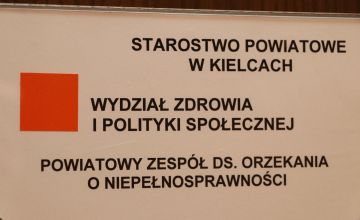 STAROSTWO POWIATOWE
W KIELCACH
WYDZIAŁ ZDROWIA
I POLITYKI SPOŁECZNEJ
POWIATOWY ZESPÓŁ DS. ORZEKANIA
O NIEPEŁNOSPRAWNOŚCI